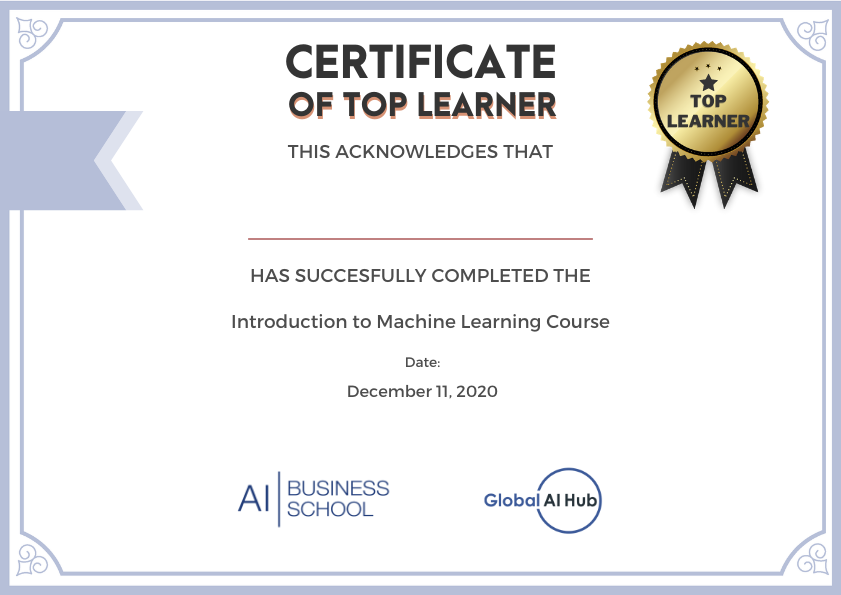 CERTIFICATE
OF TOP LEARNER
TOP
LEARNER
THIS ACKNOWLEDGES THAT
HAS SUCCESFULLY COMPLETED THE
Introduction to Machine Learning Course
Date:
December 11, 2020
AI BUSINESS
SCHOOL
Global AI Hub